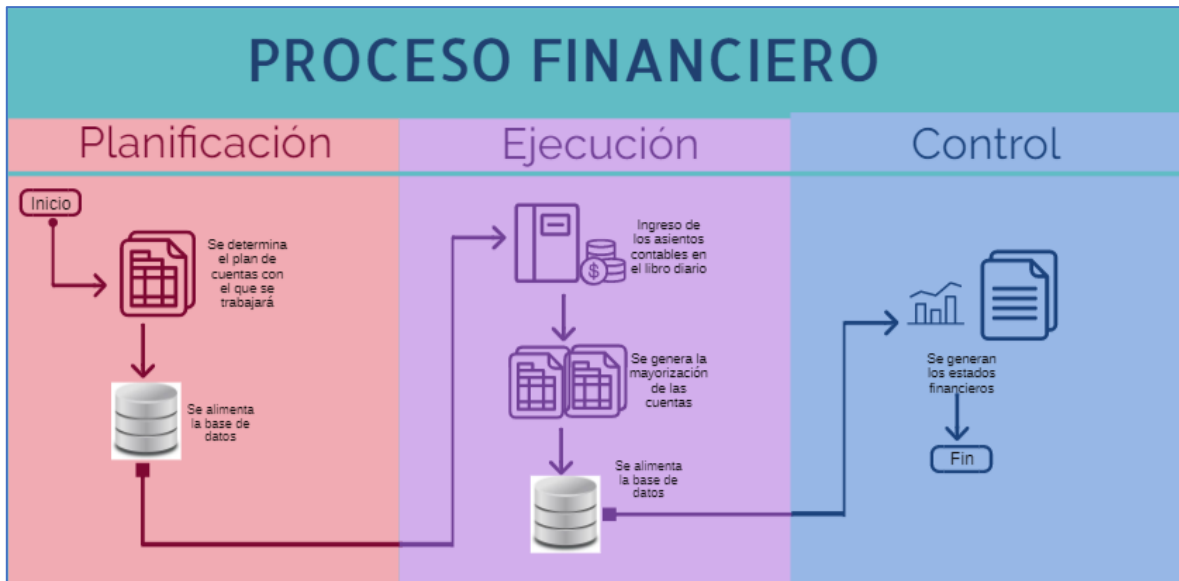 PROCESO FINANCIERO
Planificación
Inicio
Se determina
el plan de
cuentas con
el que se
trabajará
Se alimenta
la base de
datos
Ejecución
Ingreso de
los asientos
contables en
el libro diario
$
Se genera la
mayorización
de las
cuentas
Se alimenta
la base de
datos
Control
Se generan
los estados
financieros
Fin